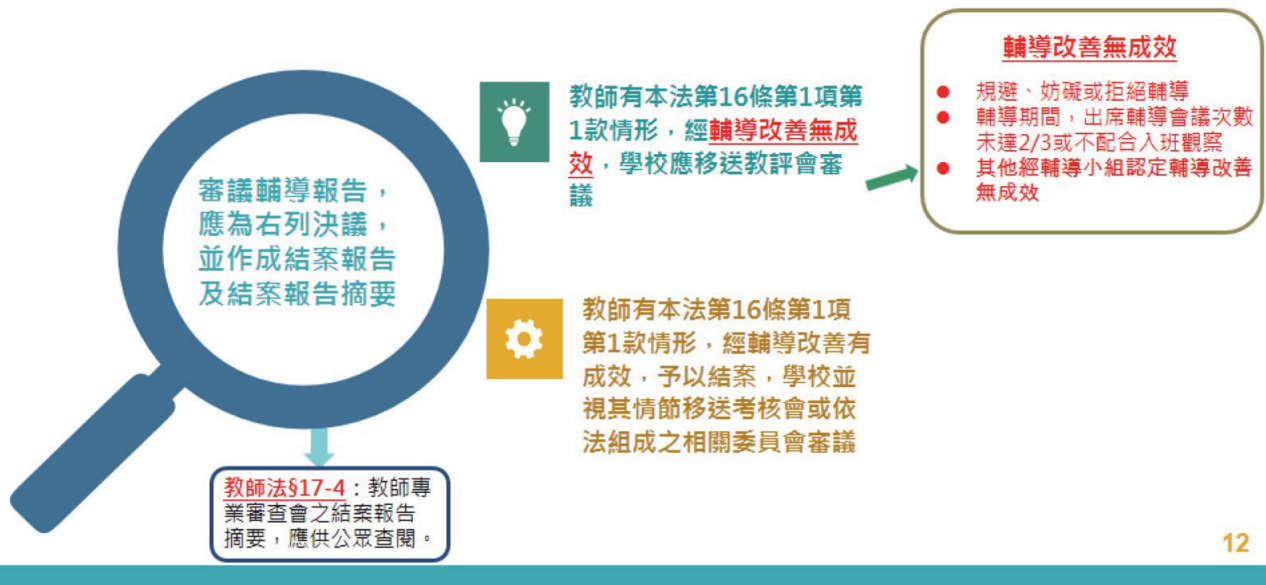 審議輔導報告，
應為右列決議，
並作成結案報告
及結案報告摘要
教師法§17-4：教師專
業審查會之結案報告
摘要，應供公眾查閱。
教師有本法第16條第1項第
1款情形，經輔導改善無成
效，學校應移送教評會審
議
輔導改善無成效
● 規避、妨礙或拒絕輔導
● 輔導期間，出席輔導會議次數
未達2/3或不配合入班觀察
● 其他經輔導小組認定輔導改善
無成效
教師有本法第16條第1項
第1款情形，經輔導改善有
成效，予以結案，學校並
視其情節移送考核會或依
法組成之相關委員會審議
12